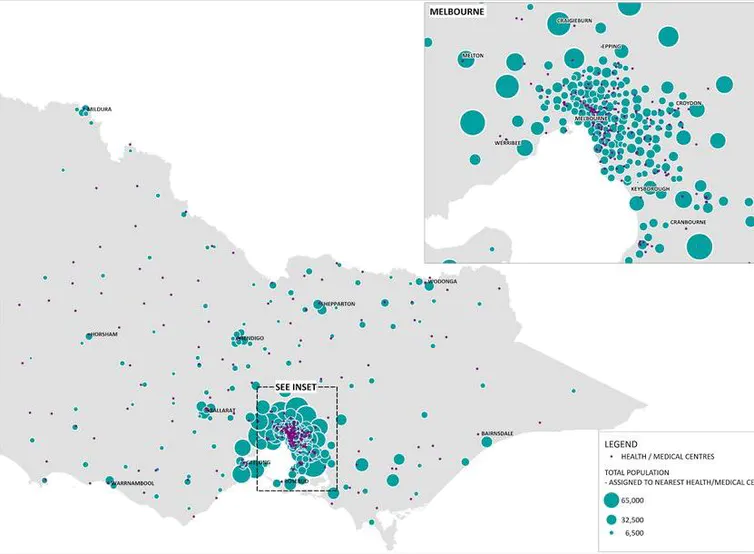 MELBOURNE
CRAIGIEBURN
EPPING
MELTON
CROYDON
MELBOURNE
WERRIBEE
KEYSBOROUGH
CRANBOURNE
MILDURA
WODONGA
SHEPPARTON
HORSHAM
BENDIGO
SEE INSET
BALLARAT
BAIRNSDALE
GEELONG
WARRNAMBOOL
ROSEBUD
LEGEND
HEALTH / MEDICAL CENTRES
TOTAL POPULATION
- ASSIGNED TO NEAREST HEALTH/MEDICAL CE
65,000
32,500
6,500